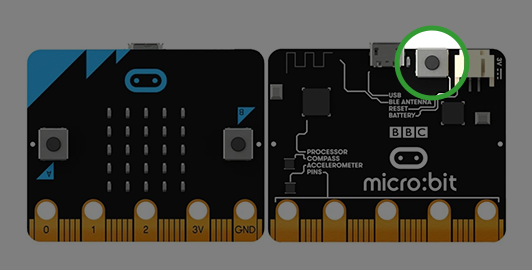 B
A
0 1 2 3V GND
3V
USB
BLE ANTENNA
RESET
BATTERY
BBC
PROCESSOR
COMPASS
ACCELEROMETER
PINS
micro:bit